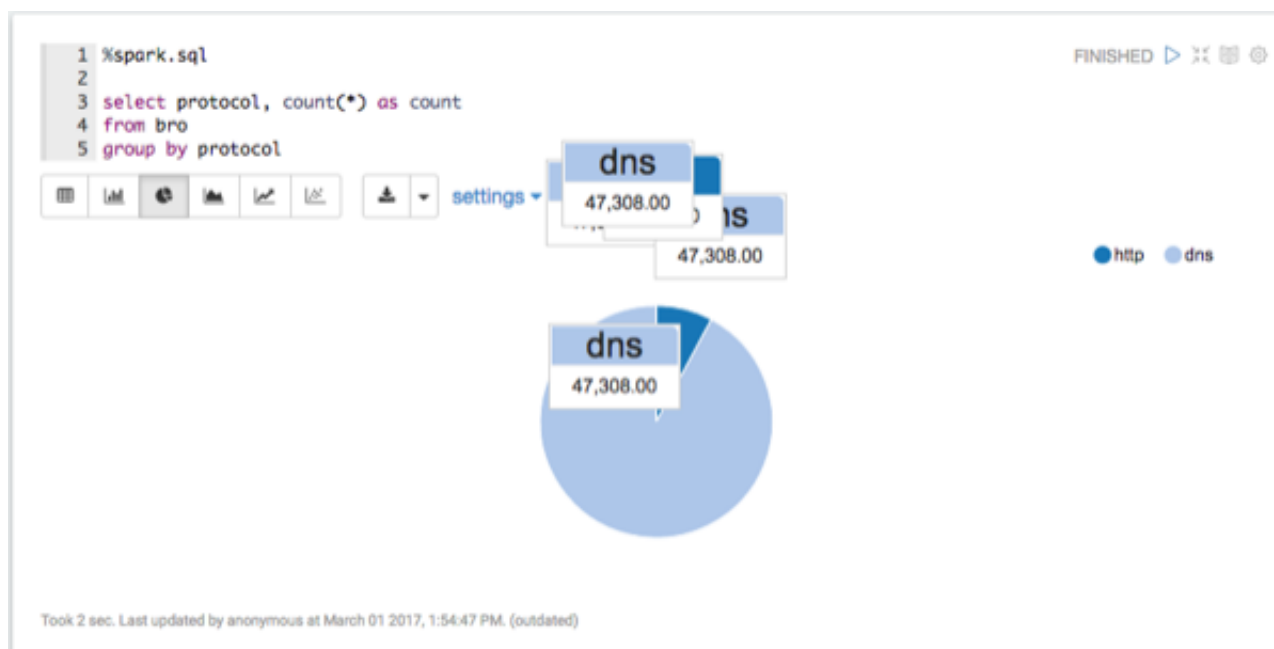 1 %spark.sql
2
3 select protocol, count(*) as count
4 from bro
5 group by protocol
FINISHED
settings
dns
47,308.00
47,308.00
http dns
dns
47,308.00
Took 2 sec. Last updated by anonymous at March 01 2017, 1:54:47 PM. (outdated)